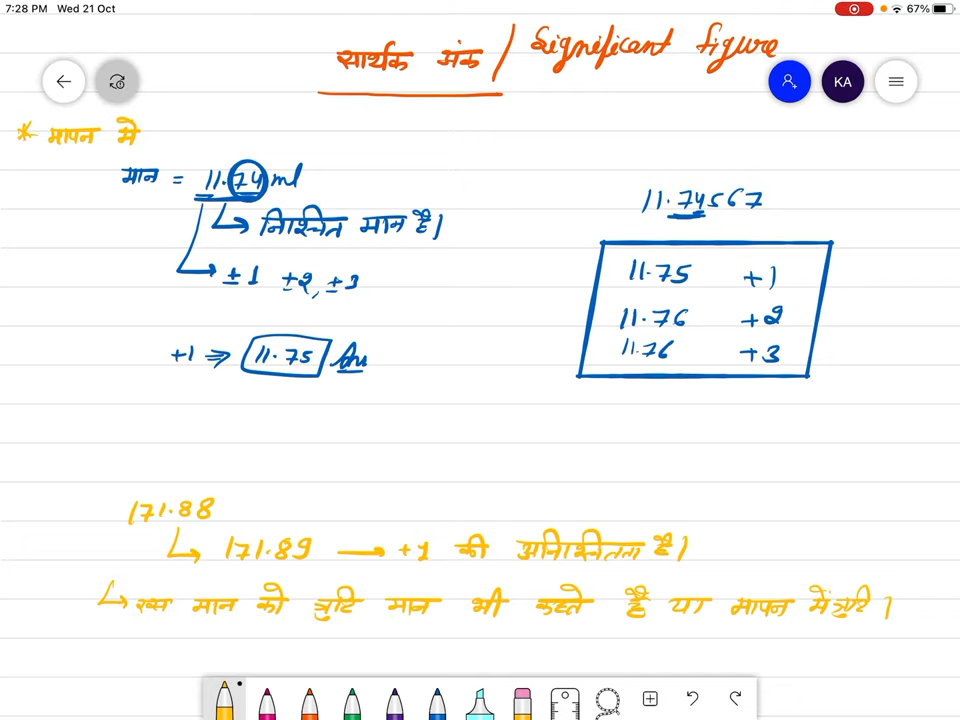 7:28 PM Wed 21 Oct 67%
सार्थक अंक / Significant figure
KA
* मापन में
मान = 11.74 ml
निश्चित मान है।
±1 ±2, ±3
+1 ⇒ 11.75 Ans
11.74567
11.75 +1
11.76 +2
11.76 +3
171.88
171.89 → +1 की अनिश्चितता है।
मान को त्रुटि मान भी कहते है या मापन में त्रुटि।